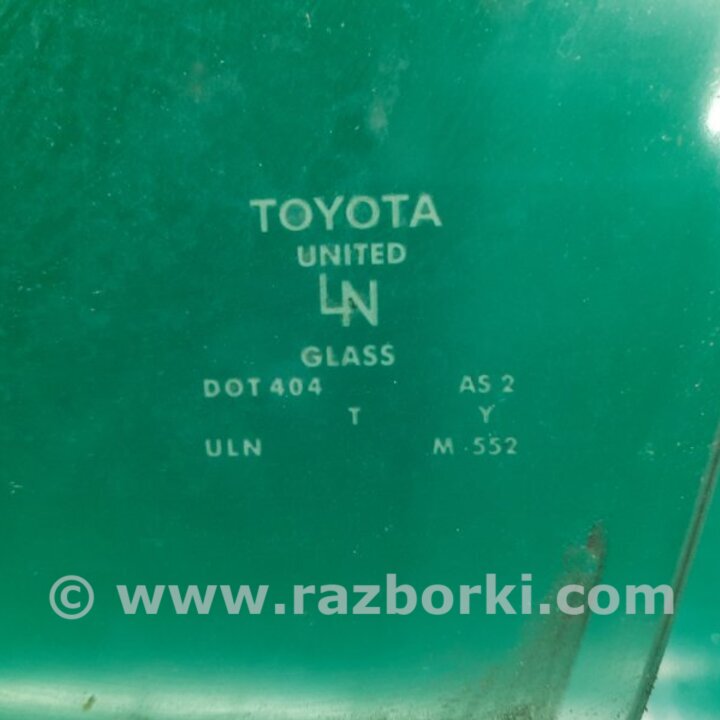 TOYOTA
UNITED
LN
GLASS
DOT 404 AS 2
T Y
ULN M·552
© www.razborki.com